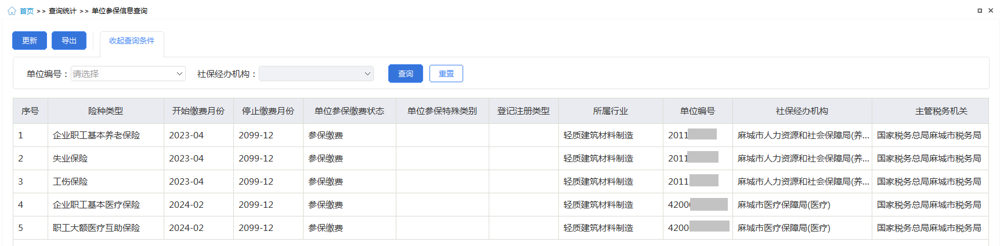 首页 >> 查询统计 >> 单位参保信息查询
更新 导出 收起查询条件
单位编号： 请选择 社保经办机构： 查询 重置
序号 险种类型 开始缴费月份 停止缴费月份 单位参保缴费状态 单位参保特殊类别 登记注册类型 所属行业 单位编号 社保经办机构 主管税务机关
1 企业职工基本养老保险 2023-04 2099-12 参保缴费 轻质建筑材料制造 2011 麻城市人力资源和社会保障局(养... 国家税务总局麻城市税务局
2 失业保险 2023-04 2099-12 参保缴费 轻质建筑材料制造 2011 麻城市人力资源和社会保障局(养... 国家税务总局麻城市税务局
3 工伤保险 2023-04 2099-12 参保缴费 轻质建筑材料制造 2011 麻城市人力资源和社会保障局(养... 国家税务总局麻城市税务局
4 企业职工基本医疗保险 2024-02 2099-12 参保缴费 轻质建筑材料制造 4200 麻城市医疗保障局(医疗) 国家税务总局麻城市税务局
5 职工大额医疗互助保险 2024-02 2099-12 参保缴费 轻质建筑材料制造 4200 麻城市医疗保障局(医疗) 国家税务总局麻城市税务局